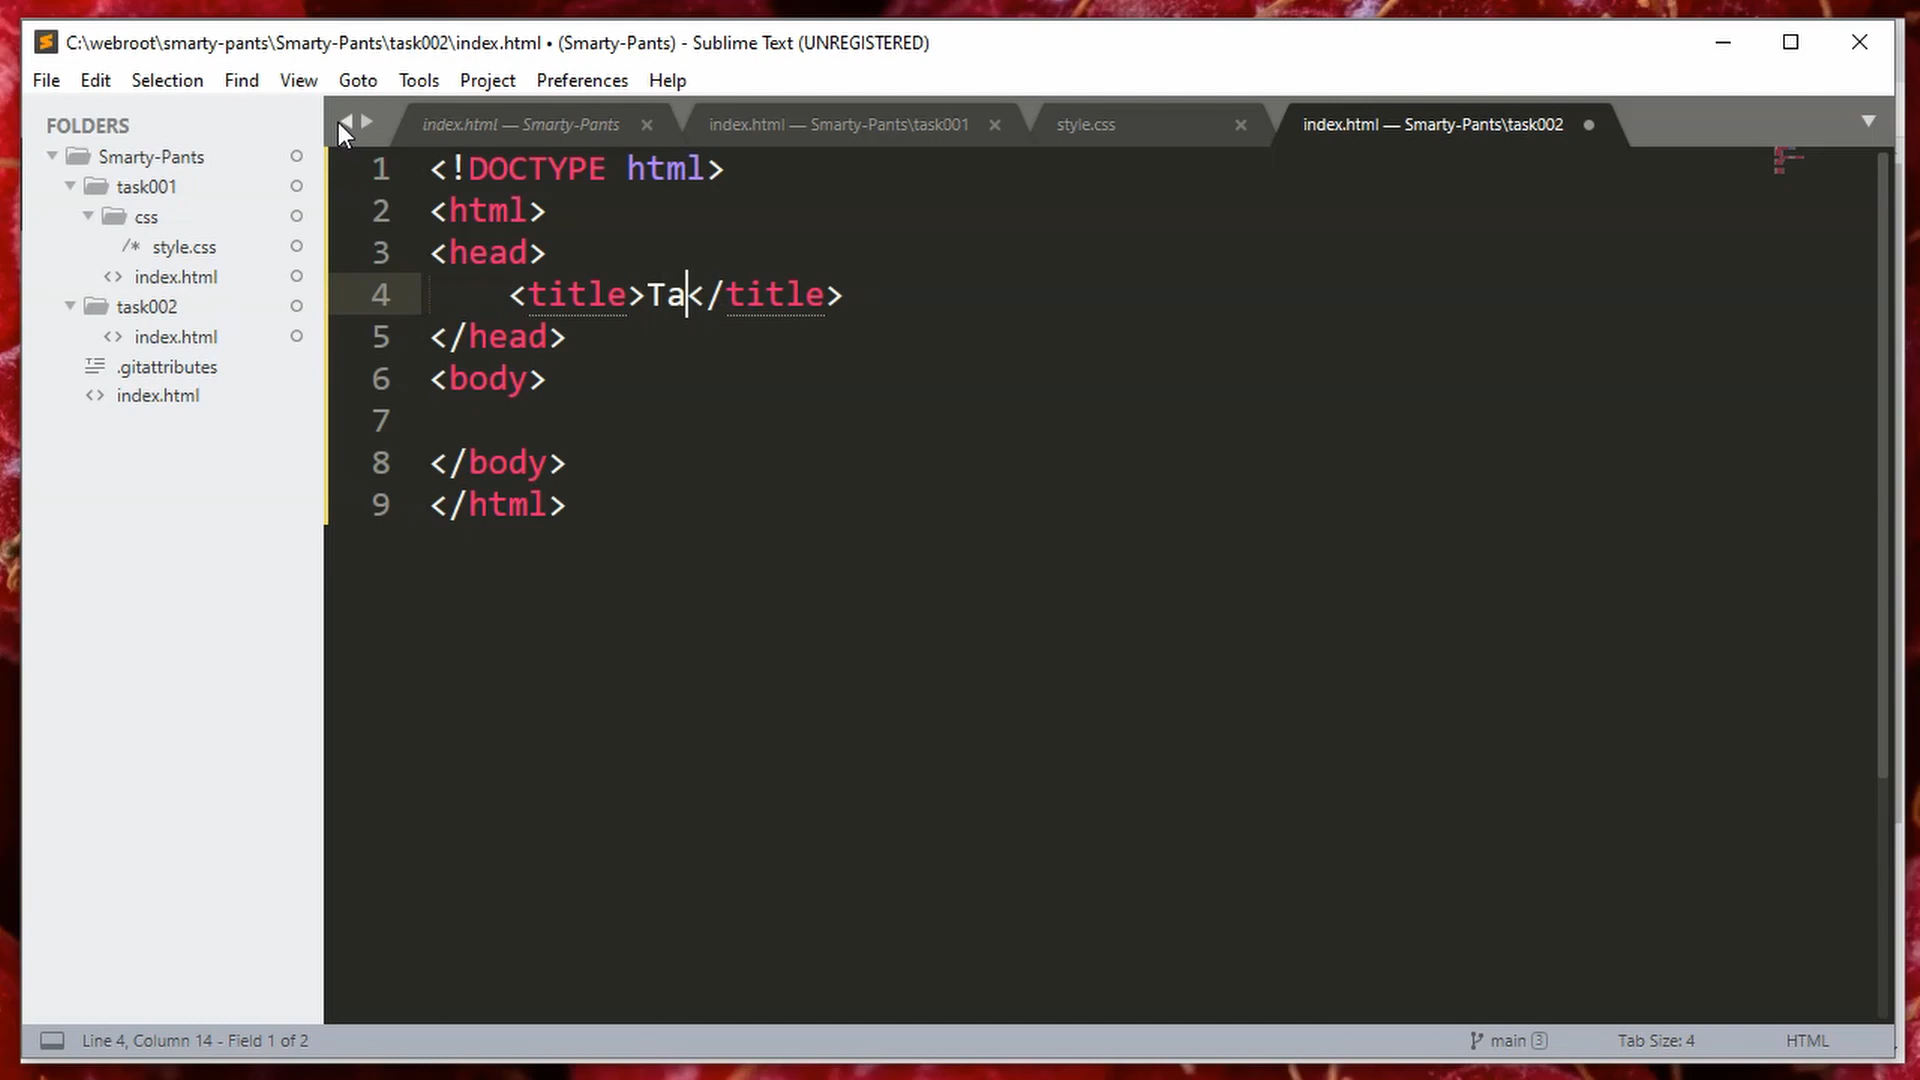 C:\webroot\smarty-pants\Smarty-Pants\task002\index.html • (Smarty-Pants) - Sublime Text (UNREGISTERED)
File Edit Selection Find View Goto Tools Project Preferences Help
FOLDERS
Smarty-Pants
task001
css
/* style.css
<> index.html
task002
<> index.html
.gitattributes
<> index.html
index.html — Smarty-Pants × index.html — Smarty-Pants\task001 × style.css × index.html — Smarty-Pants\task002 •
1 <!DOCTYPE html>
2 <html>
3 <head>
4 <title>Ta</title>
5 </head>
6 <body>
7
8 </body>
9 </html>
Line 4, Column 14 - Field 1 of 2 main 3 Tab Size: 4 HTML